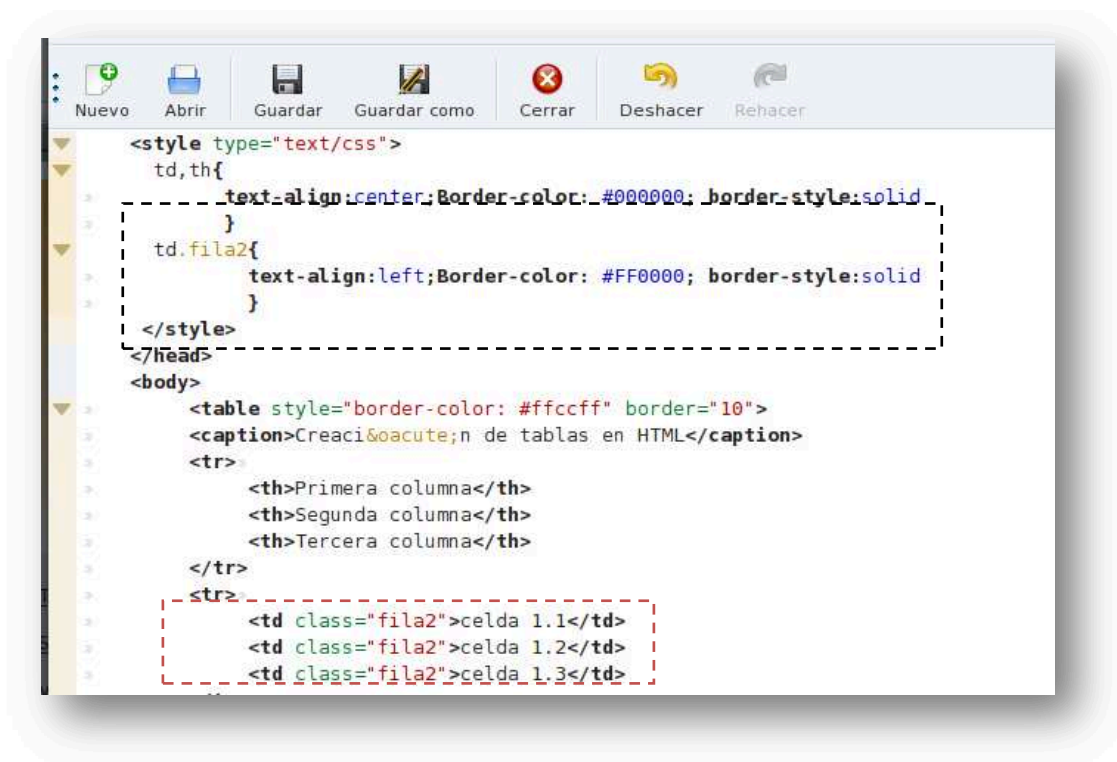 Nuevo Abrir Guardar Guardar como Cerrar Deshacer Rehacer
<style type="text/css">
td,th{
text-align:center;Border-color: #000000; border-style:solid
}
td.fila2{
text-align:left;Border-color: #FF0000; border-style:solid
}
</style>
</head>
<body>
<table style="border-color: #ffccff" border="10">
<caption>Creaci&oacute;n de tablas en HTML</caption>
<tr>
<th>Primera columna</th>
<th>Segunda columna</th>
<th>Tercera columna</th>
</tr>
<tr>
<td class="fila2">celda 1.1</td>
<td class="fila2">celda 1.2</td>
<td class="fila2">celda 1.3</td>